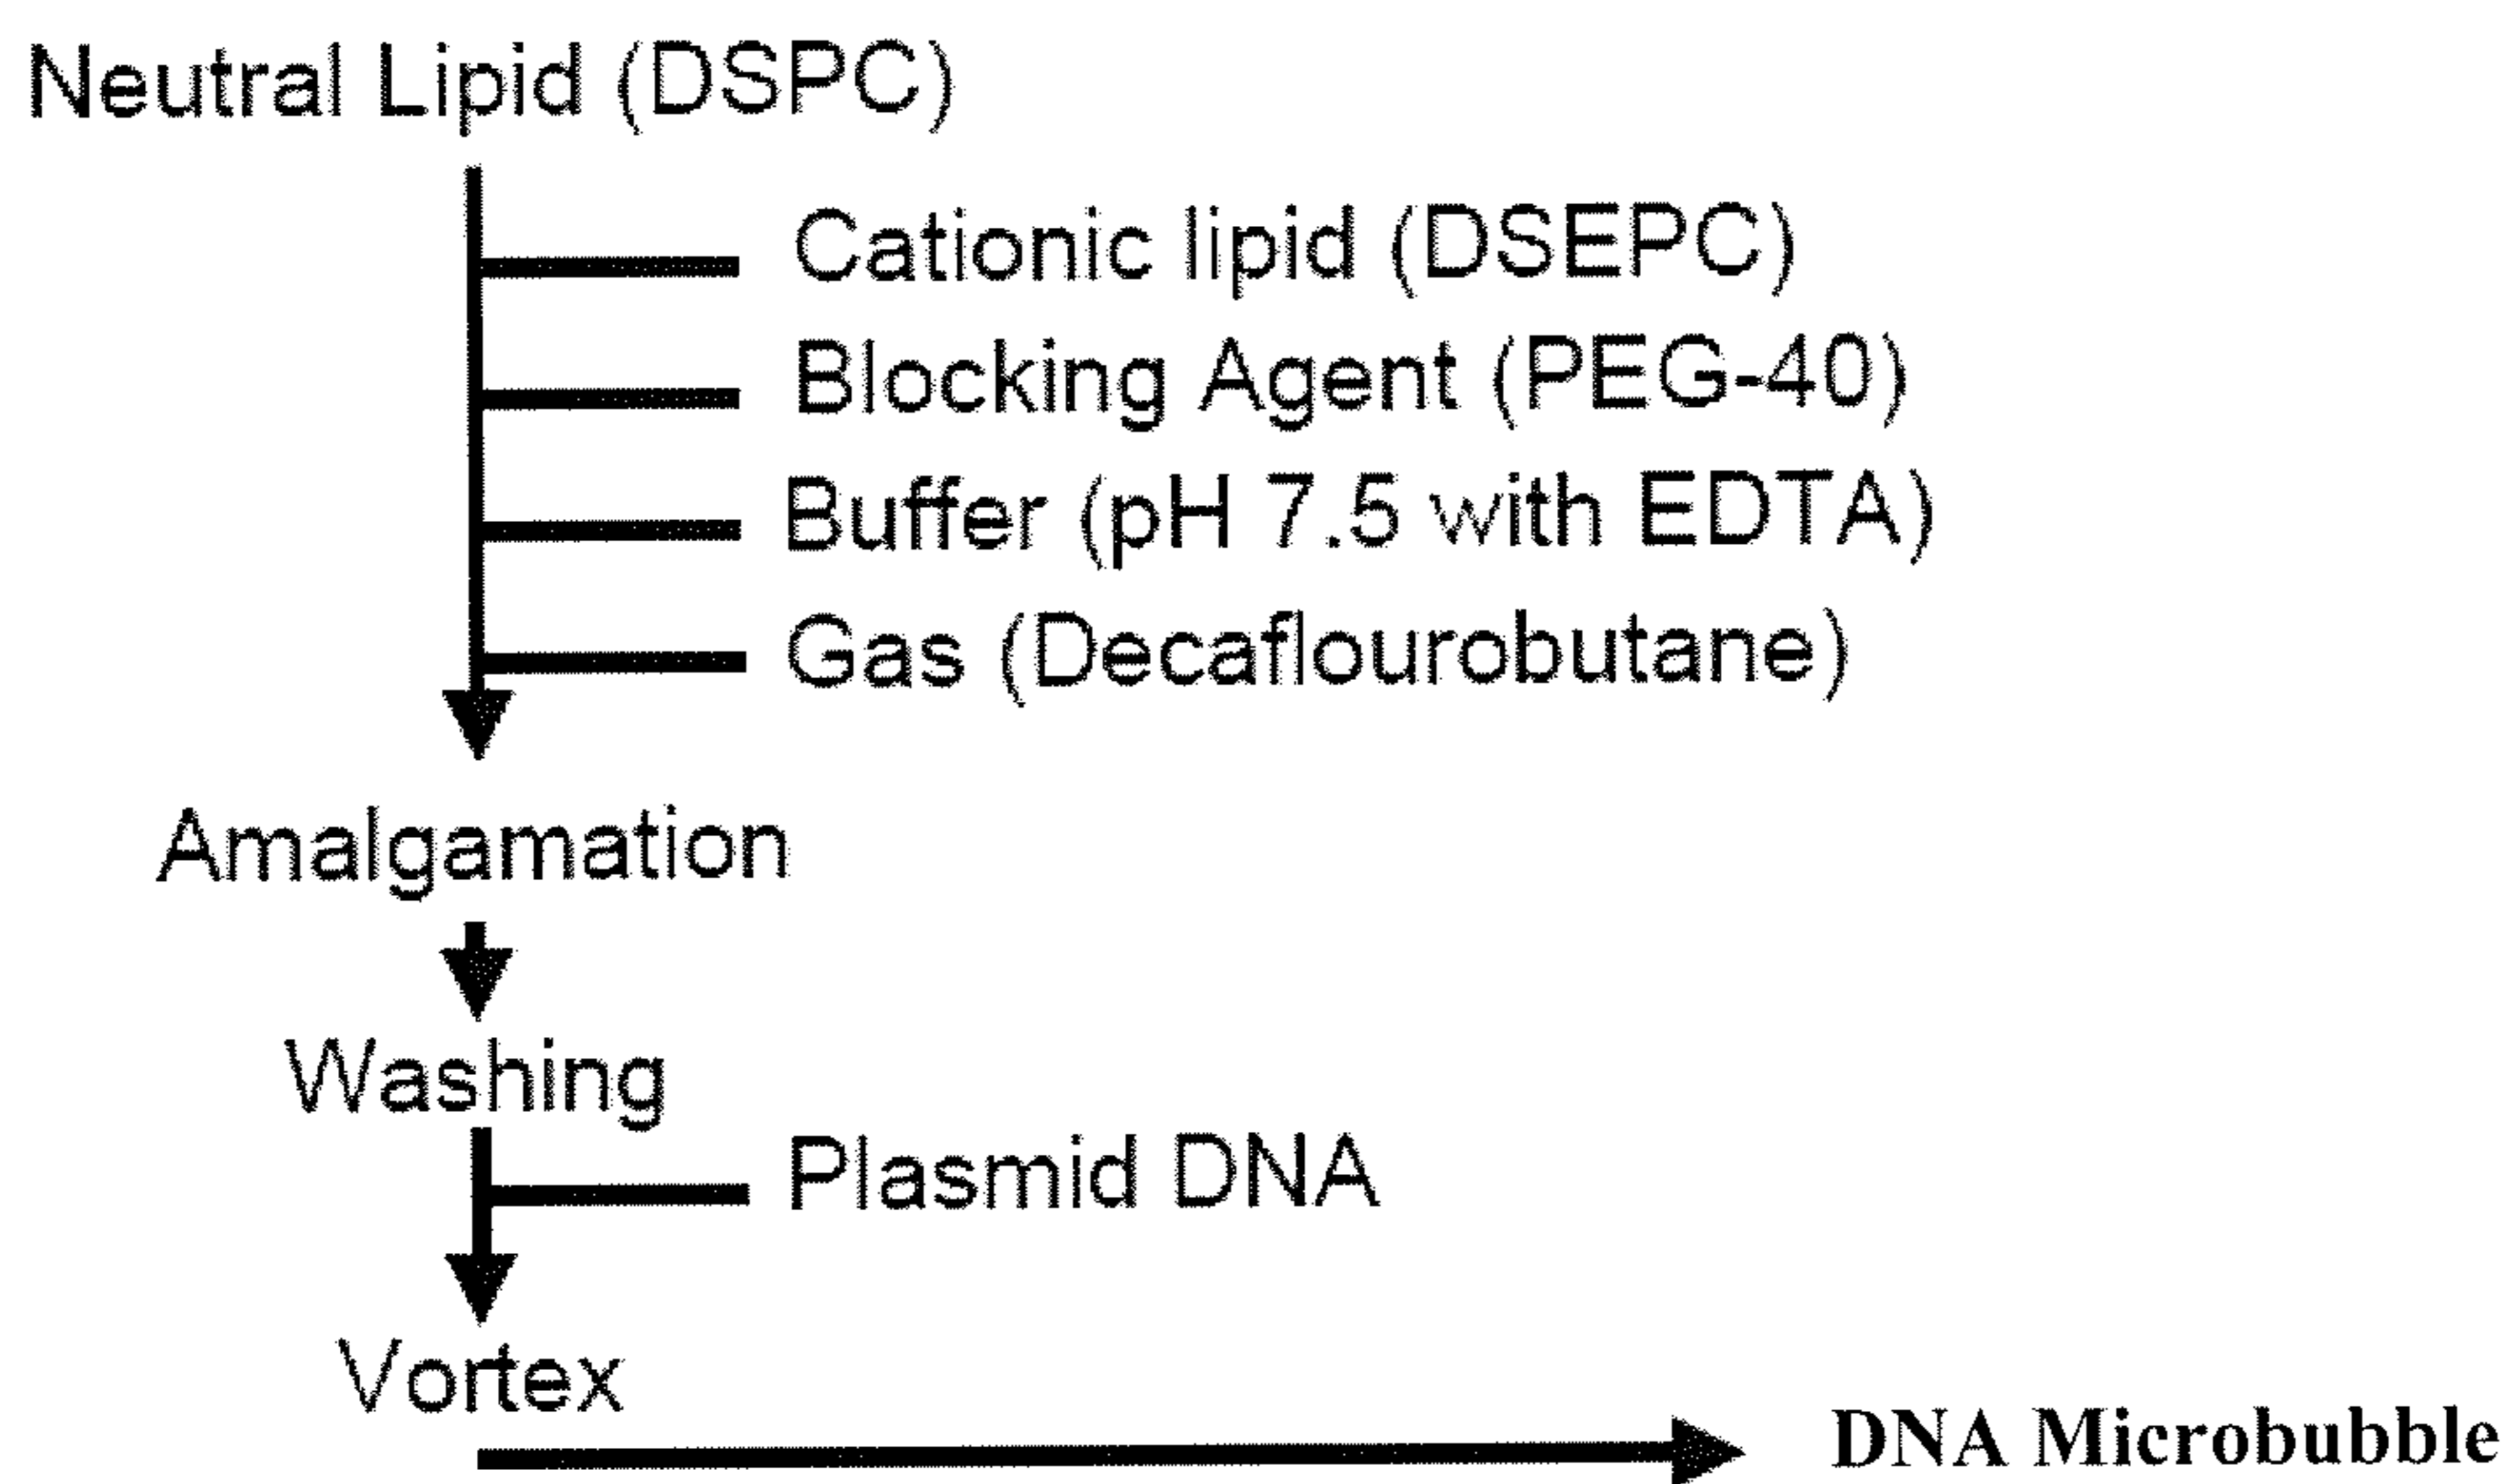 Neutral Lipid (DSPC)
Cationic lipid (DSEPC)
Blocking Agent (PEG-40)
Buffer (pH 7.5 with EDTA)
Gas (Decaflourobutane)
Amalgamation
Washing
Plasmid DNA
Vortex
DNA Microbubble